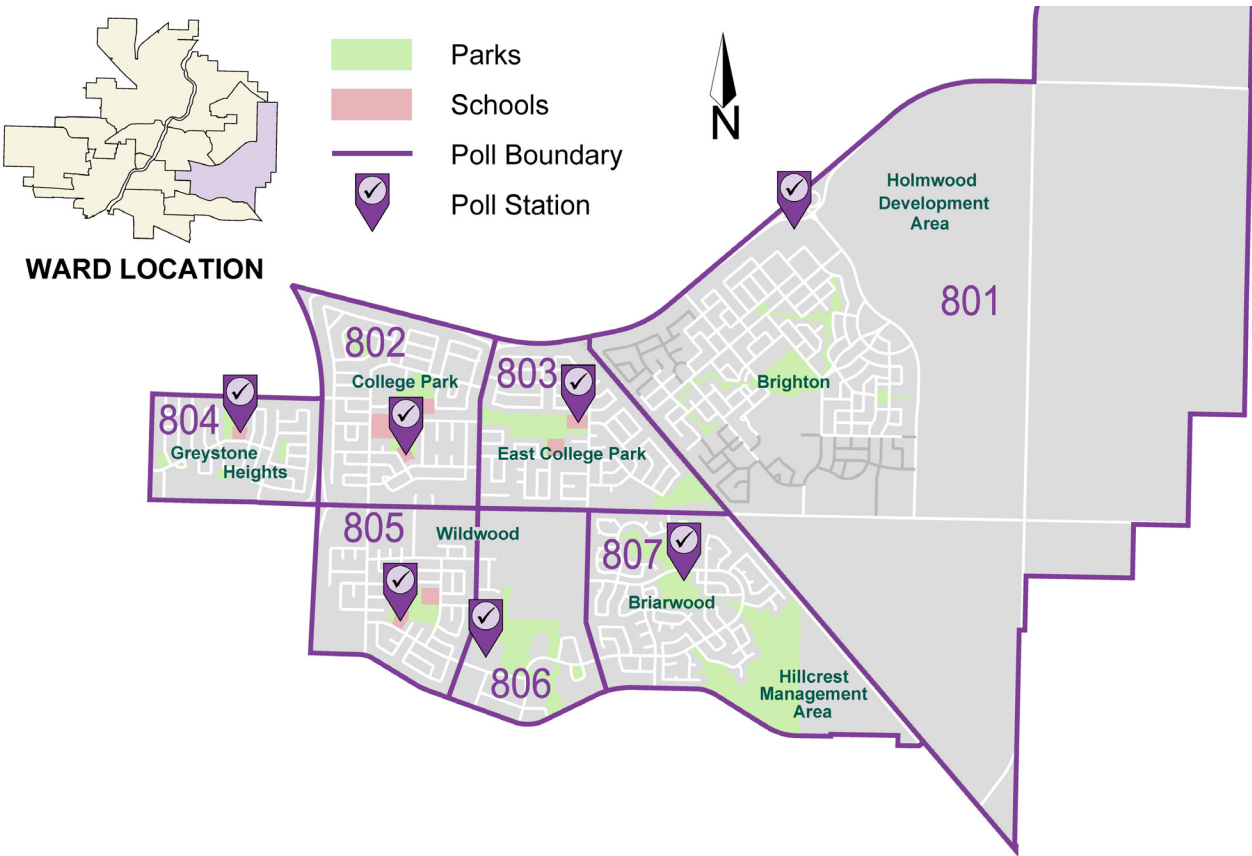 Parks
Schools
Poll Boundary
Poll Station
WARD LOCATION
N
Holmwood
Development
Area
801
802
College Park
803
Brighton
804
Greystone
Heights
East College Park
805
Wildwood
807
Briarwood
806
Hillcrest
Management
Area